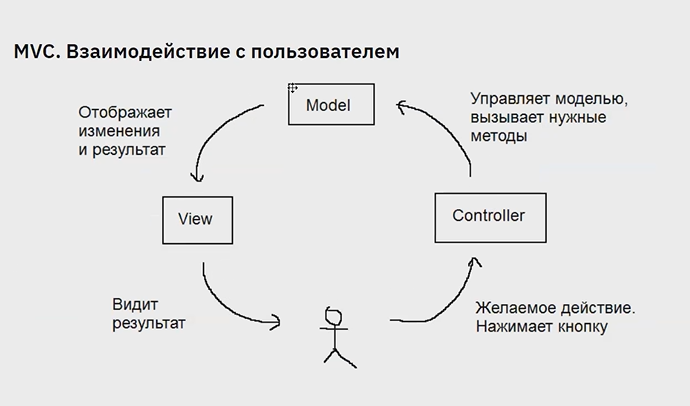 MVC. Взаимодействие с пользователем
Model
Отображает
изменения
и результат
Управляет моделью,
вызывает нужные
методы
View
Controller
Видит
результат
Желаемое действие.
Нажимает кнопку